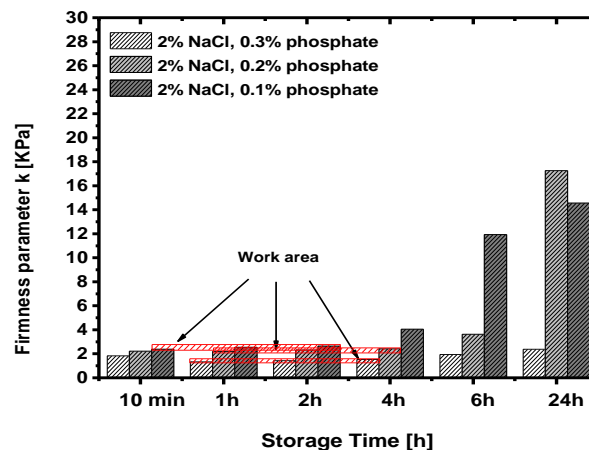 30
28
26
24
22
20
18
16
14
12
10
8
6
4
2
0
Firmness parameter k [KPa]
2% NaCl, 0.3% phosphate
2% NaCl, 0.2% phosphate
2% NaCl, 0.1% phosphate
Work area
10 min 1h 2h 4h 6h 24h
Storage Time [h]